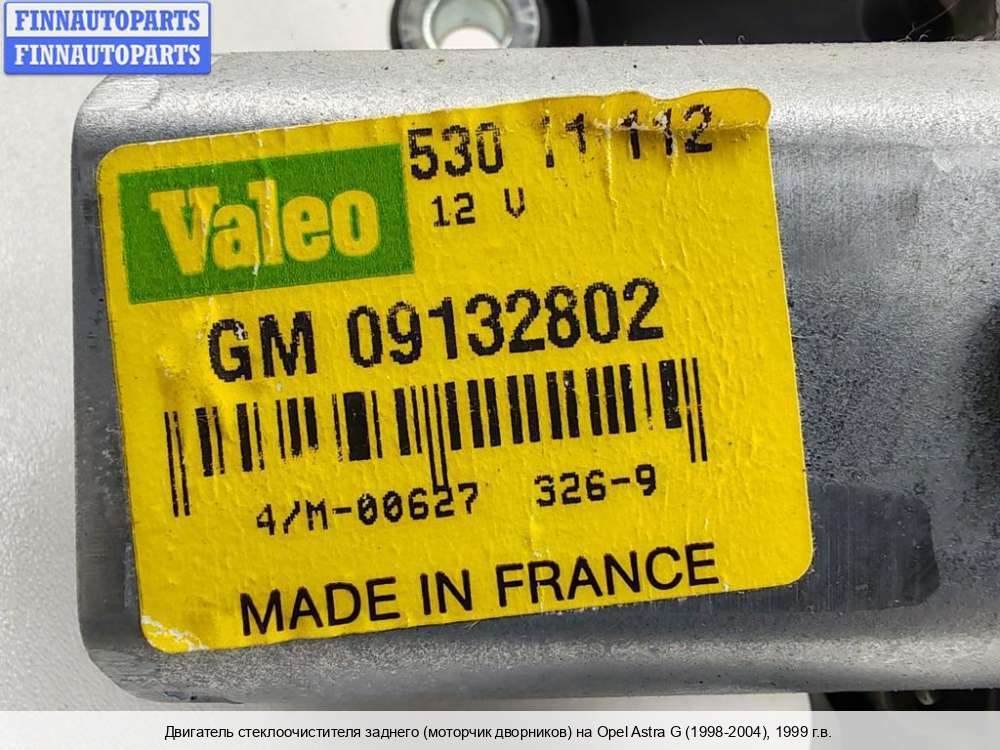 FINNAUTOPARTS
FINNAUTOPARTS
530 11 112
Valeo
12 V
GM 09132802
4/M-00627 326-9
MADE IN FRANCE
Двигатель стеклоочистителя заднего (моторчик дворников) на Opel Astra G (1998-2004), 1999 г.в.